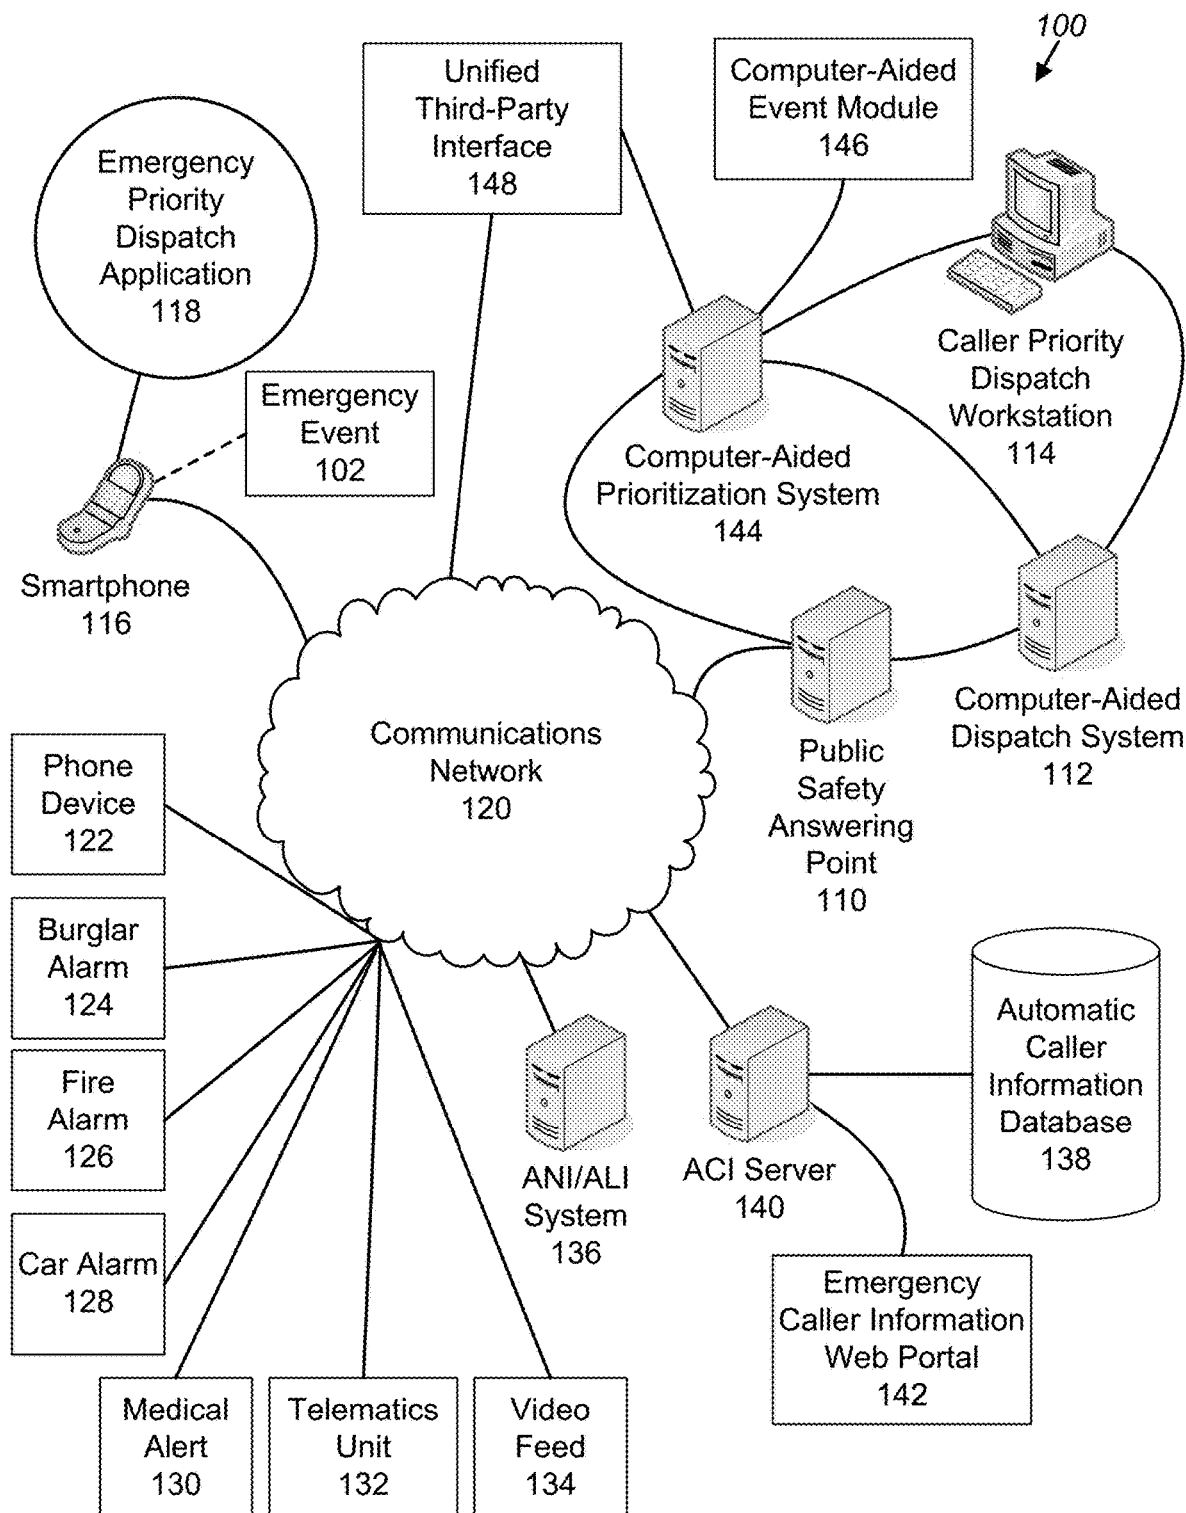 100
Unified
Third-Party
Interface
148
Computer-Aided
Event Module
146
Emergency
Priority
Dispatch
Application
118
Caller Priority
Dispatch
Workstation
114
Emergency
Event
102
Computer-Aided
Prioritization System
144
Smartphone
116
Computer-Aided
Dispatch System
112
Public
Safety
Answering
Point
110
Communications
Network
120
Phone
Device
122
Burglar
Alarm
124
Fire
Alarm
126
Car Alarm
128
Medical
Alert
130
Telematics
Unit
132
Video
Feed
134
ANI/ALI
System
136
ACI Server
140
Automatic
Caller
Information
Database
138
Emergency
Caller Information
Web Portal
142